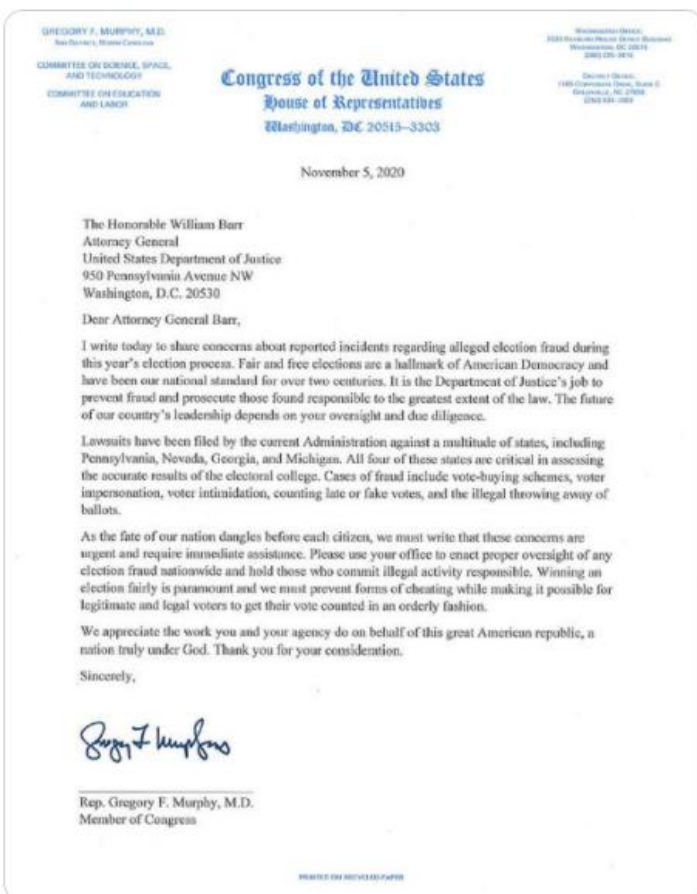 GREGORY F. MURPHY, M.D.
COMMITTEE ON SCIENCE, SPACE,
AND TECHNOLOGY
COMMITTEE ON EDUCATION
AND LABOR
Congress of the United States
House of Representatives
Washington, DC 20515–3303
November 5, 2020
The Honorable William Barr
Attorney General
United States Department of Justice
950 Pennsylvania Avenue NW
Washington, D.C. 20530
Dear Attorney General Barr,
I write today to share concerns about reported incidents regarding alleged election fraud during
this year's election process. Fair and free elections are a hallmark of American Democracy and
have been our national standard for over two centuries. It is the Department of Justice's job to
prevent fraud and prosecute those found responsible to the greatest extent of the law. The future
of our country's leadership depends on your oversight and due diligence.
Lawsuits have been filed by the current Administration against a multitude of states, including
Pennsylvania, Nevada, Georgia, and Michigan. All four of these states are critical in assessing
the accurate results of the electoral college. Cases of fraud include vote-buying schemes, voter
impersonation, voter intimidation, counting late or fake votes, and the illegal throwing away of
ballots.
As the fate of our nation dangles before each citizen, we must write that these concerns are
urgent and require immediate assistance. Please use your office to enact proper oversight of any
election fraud nationwide and hold those who commit illegal activity responsible. Winning an
election fairly is paramount and we must prevent forms of cheating while making it possible for
legitimate and legal voters to get their vote counted in an orderly fashion.
We appreciate the work you and your agency do on behalf of this great American republic, a
nation truly under God. Thank you for your consideration.
Sincerely,
Rep. Gregory F. Murphy, M.D.
Member of Congress
PRINTED ON RECYCLED PAPER